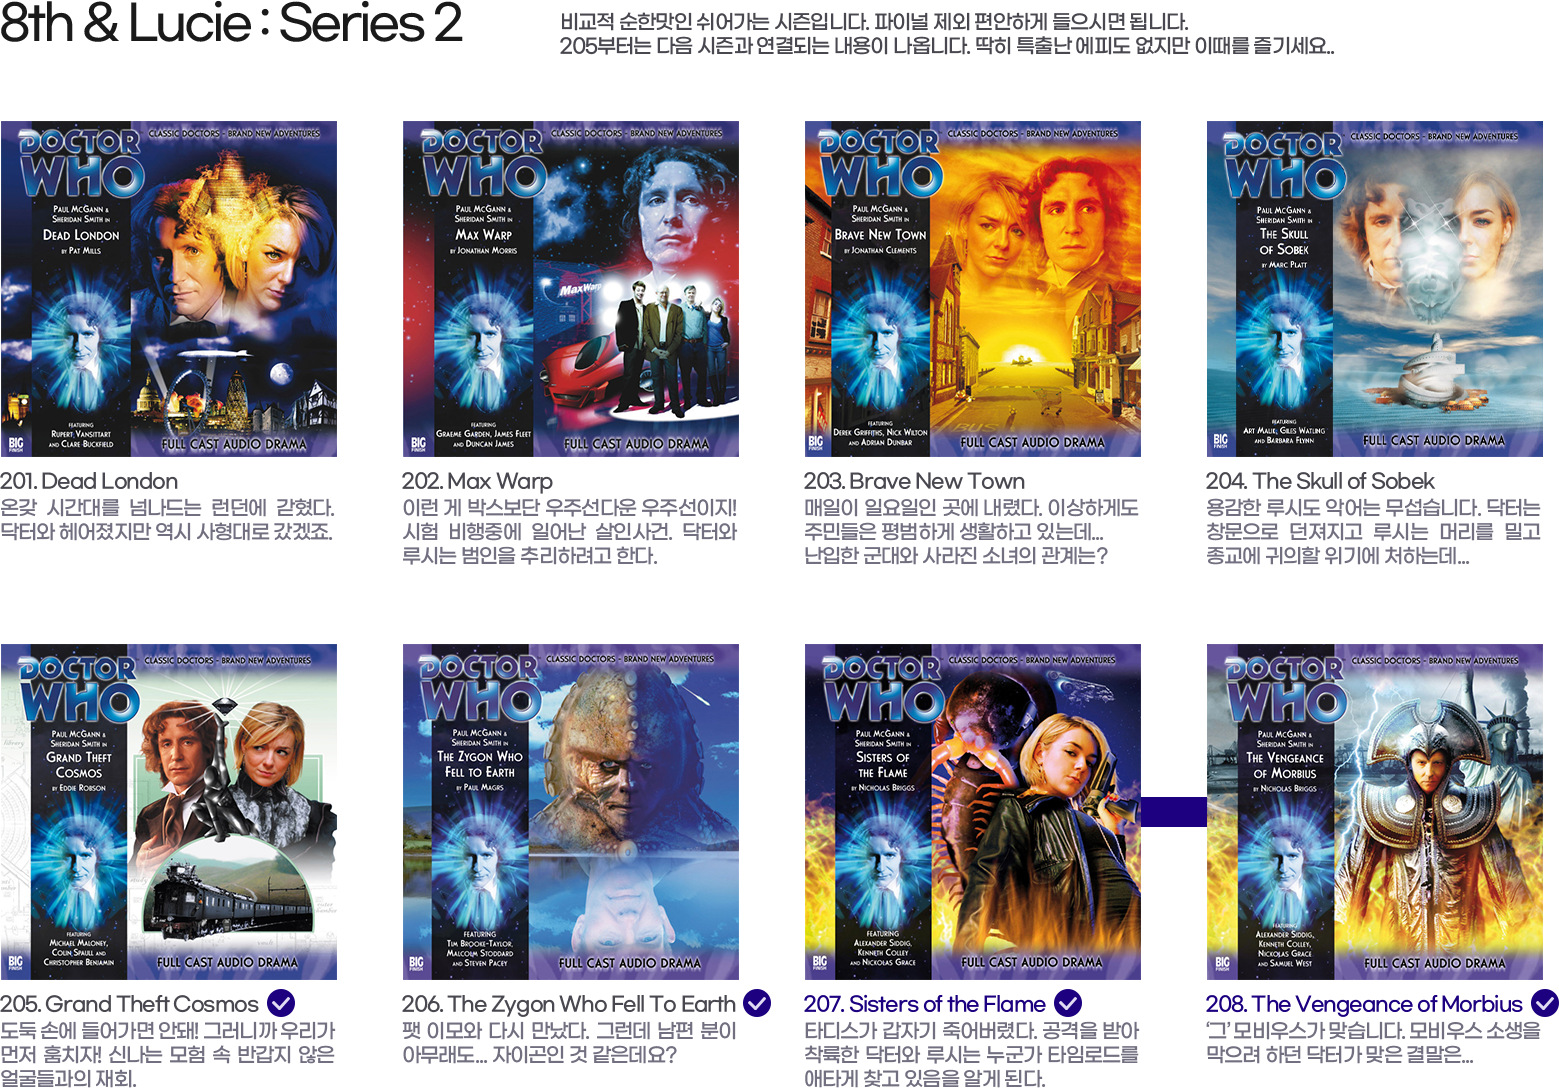 8th & Lucie : Series 2
비교적 순한맛인 쉬어가는 시즌입니다. 파이널 제외 편안하게 들으시면 됩니다.
205부터는 다음 시즌과 연결되는 내용이 나옵니다. 딱히 특출난 에피도 없지만 이때를 즐기세요..
DOCTOR
WHO
CLASSIC DOCTORS - BRAND NEW ADVENTURES
PAUL MCGANN &
SHERIDAN SMITH IN
DEAD LONDON
BY PAT MILLS
FEATURING
RUPERT VANSITTART
AND CLARE BUCKFIELD
BIG
FINISH
FULL CAST AUDIO DRAMA
201. Dead London
온갖 시간대를 넘나드는 런던에 갇혔다.
닥터와 헤어졌지만 역시 사형대로 갔겠죠.
DOCTOR
WHO
CLASSIC DOCTORS - BRAND NEW ADVENTURES
PAUL MCGANN &
SHERIDAN SMITH IN
MAX WARP
BY JONATHAN MORRIS
Max Warp
FEATURING
GRAEME GARDEN, JAMES FLEET
AND DUNCAN JAMES
BIG
FINISH
FULL CAST AUDIO DRAMA
202. Max Warp
이런 게 박스보단 우주선다운 우주선이지!
시험 비행중에 일어난 살인사건. 닥터와
루시는 범인을 추리하려고 한다.
DOCTOR
WHO
CLASSIC DOCTORS - BRAND NEW ADVENTURES
PAUL MCGANN &
SHERIDAN SMITH IN
BRAVE NEW TOWN
BY JONATHAN CLEMENTS
BUS
FEATURING
DEREK GRIFFITHS, NICK WILTON
AND ADRIAN DUNBAR
BIG
FINISH
FULL CAST AUDIO DRAMA
203. Brave New Town
매일이 일요일인 곳에 내렸다. 이상하게도
주민들은 평범하게 생활하고 있는데...
난입한 군대와 사라진 소녀의 관계는?
DOCTOR
WHO
CLASSIC DOCTORS - BRAND NEW ADVENTURES
PAUL MCGANN &
SHERIDAN SMITH IN
THE SKULL
OF SOBEK
BY MARC PLATT
FEATURING
ART MALIK, GILES WATLING
AND BARBARA FLYNN
BIG
FINISH
FULL CAST AUDIO DRAMA
204. The Skull of Sobek
용감한 루시도 악어는 무섭습니다. 닥터는
창문으로 던져지고 루시는 머리를 밀고
종교에 귀의할 위기에 처하는데...
DOCTOR
WHO
CLASSIC DOCTORS - BRAND NEW ADVENTURES
PAUL MCGANN &
SHERIDAN SMITH IN
GRAND THEFT
COSMOS
BY EDDIE ROBSON
FEATURING
MICHAEL MALONEY,
COLIN SPAULL AND
CHRISTOPHER BENJAMIN
BIG
FINISH
FULL CAST AUDIO DRAMA
205. Grand Theft Cosmos
도둑 손에 들어가면 안돼! 그러니까 우리가
먼저 훔치자! 신나는 모험 속 반갑지 않은
얼굴들과의 재회.
DOCTOR
WHO
CLASSIC DOCTORS - BRAND NEW ADVENTURES
PAUL MCGANN &
SHERIDAN SMITH IN
THE ZYGON WHO
FELL TO EARTH
BY PAUL MAGRS
FEATURING
TIM BROOKE-TAYLOR,
MALCOLM STODDARD
AND STEVEN PACEY
BIG
FINISH
FULL CAST AUDIO DRAMA
206. The Zygon Who Fell To Earth
팻 이모와 다시 만났다. 그런데 남편 분이
아무래도... 자이곤인 것 같은데요?
DOCTOR
WHO
CLASSIC DOCTORS - BRAND NEW ADVENTURES
PAUL MCGANN &
SHERIDAN SMITH IN
SISTERS OF
THE FLAME
BY NICHOLAS BRIGGS
FEATURING
ALEXANDER SIDDIG,
KENNETH COLLEY
AND NICKOLAS GRACE
BIG
FINISH
FULL CAST AUDIO DRAMA
207. Sisters of the Flame
타디스가 갑자기 죽어버렸다. 공격을 받아
착륙한 닥터와 루시는 누군가 타임로드를
애타게 찾고 있음을 알게 된다.
DOCTOR
WHO
CLASSIC DOCTORS - BRAND NEW ADVENTURES
PAUL MCGANN &
SHERIDAN SMITH IN
THE VENGEANCE
OF MORBIUS
BY NICHOLAS BRIGGS
FEATURING
ALEXANDER SIDDIG,
KENNETH COLLEY,
NICKOLAS GRACE
AND SAMUEL WEST
BIG
FINISH
FULL CAST AUDIO DRAMA
208. The Vengeance of Morbius
‘그’ 모비우스가 맞습니다. 모비우스 소생을
막으려 하던 닥터가 맞은 결말은...